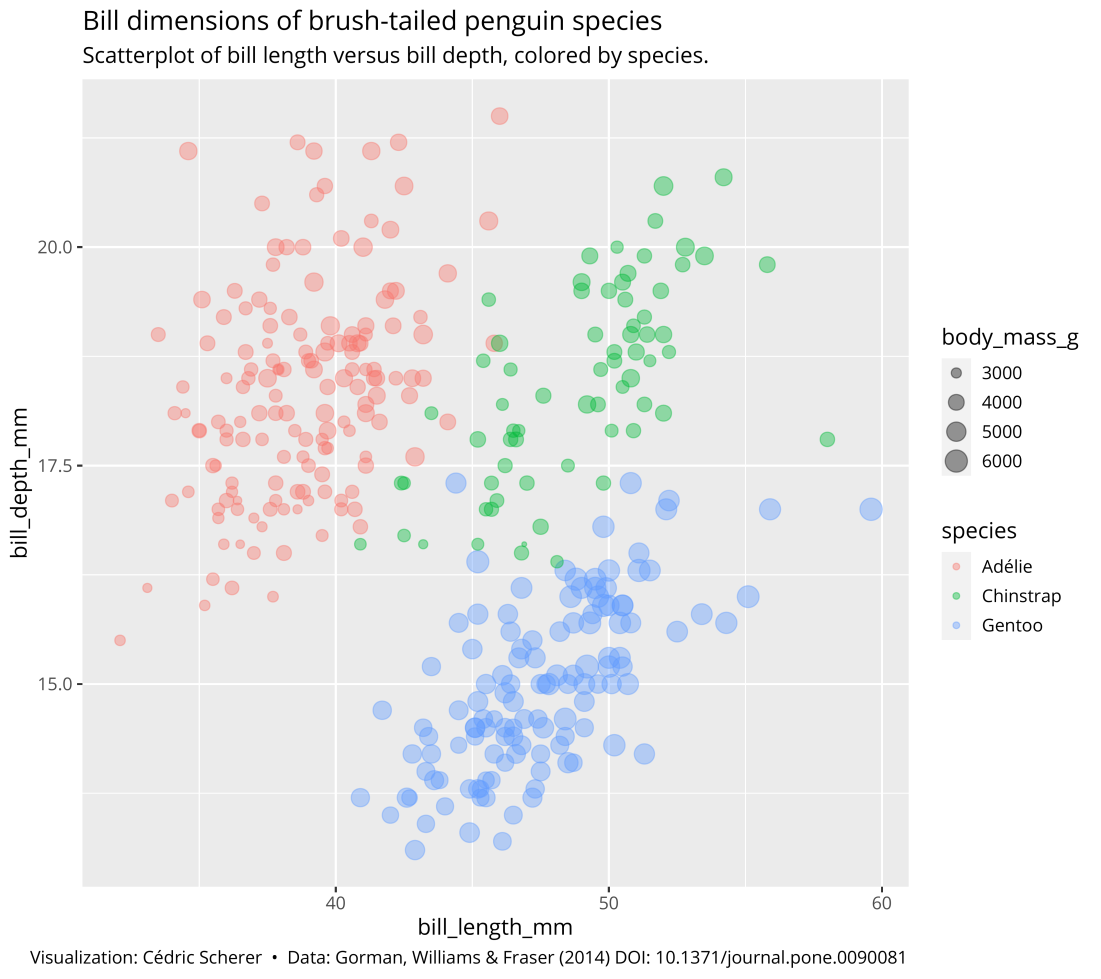 Bill dimensions of brush-tailed penguin species
Scatterplot of bill length versus bill depth, colored by species.
bill_depth_mm
20.0
17.5
15.0
40
50
60
bill_length_mm
body_mass_g
3000
4000
5000
6000
species
Adélie
Chinstrap
Gentoo
Visualization: Cédric Scherer • Data: Gorman, Williams & Fraser (2014) DOI: 10.1371/journal.pone.0090081